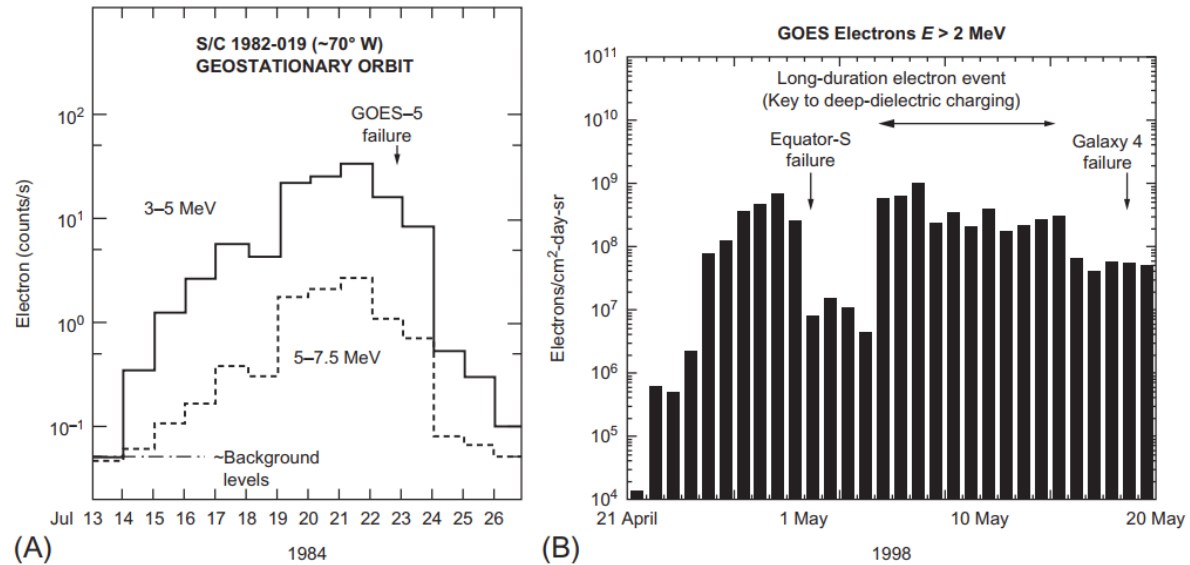 S/C 1982-019 (~70° W)
GEOSTATIONARY ORBIT
GOES–5
failure
3–5 MeV
5–7.5 MeV
~Background
levels
Electron (counts/s)
10²
10¹
10⁰
10⁻¹
Jul 13 14 15 16 17 18 19 20 21 22 23 24 25 26
(A)
1984
GOES Electrons E > 2 MeV
Long-duration electron event
(Key to deep-dielectric charging)
Equator-S
failure
Galaxy 4
failure
Electrons/cm²-day-sr
10¹¹
10¹⁰
10⁹
10⁸
10⁷
10⁶
10⁵
10⁴
21 April 1 May 10 May 20 May
(B)
1998